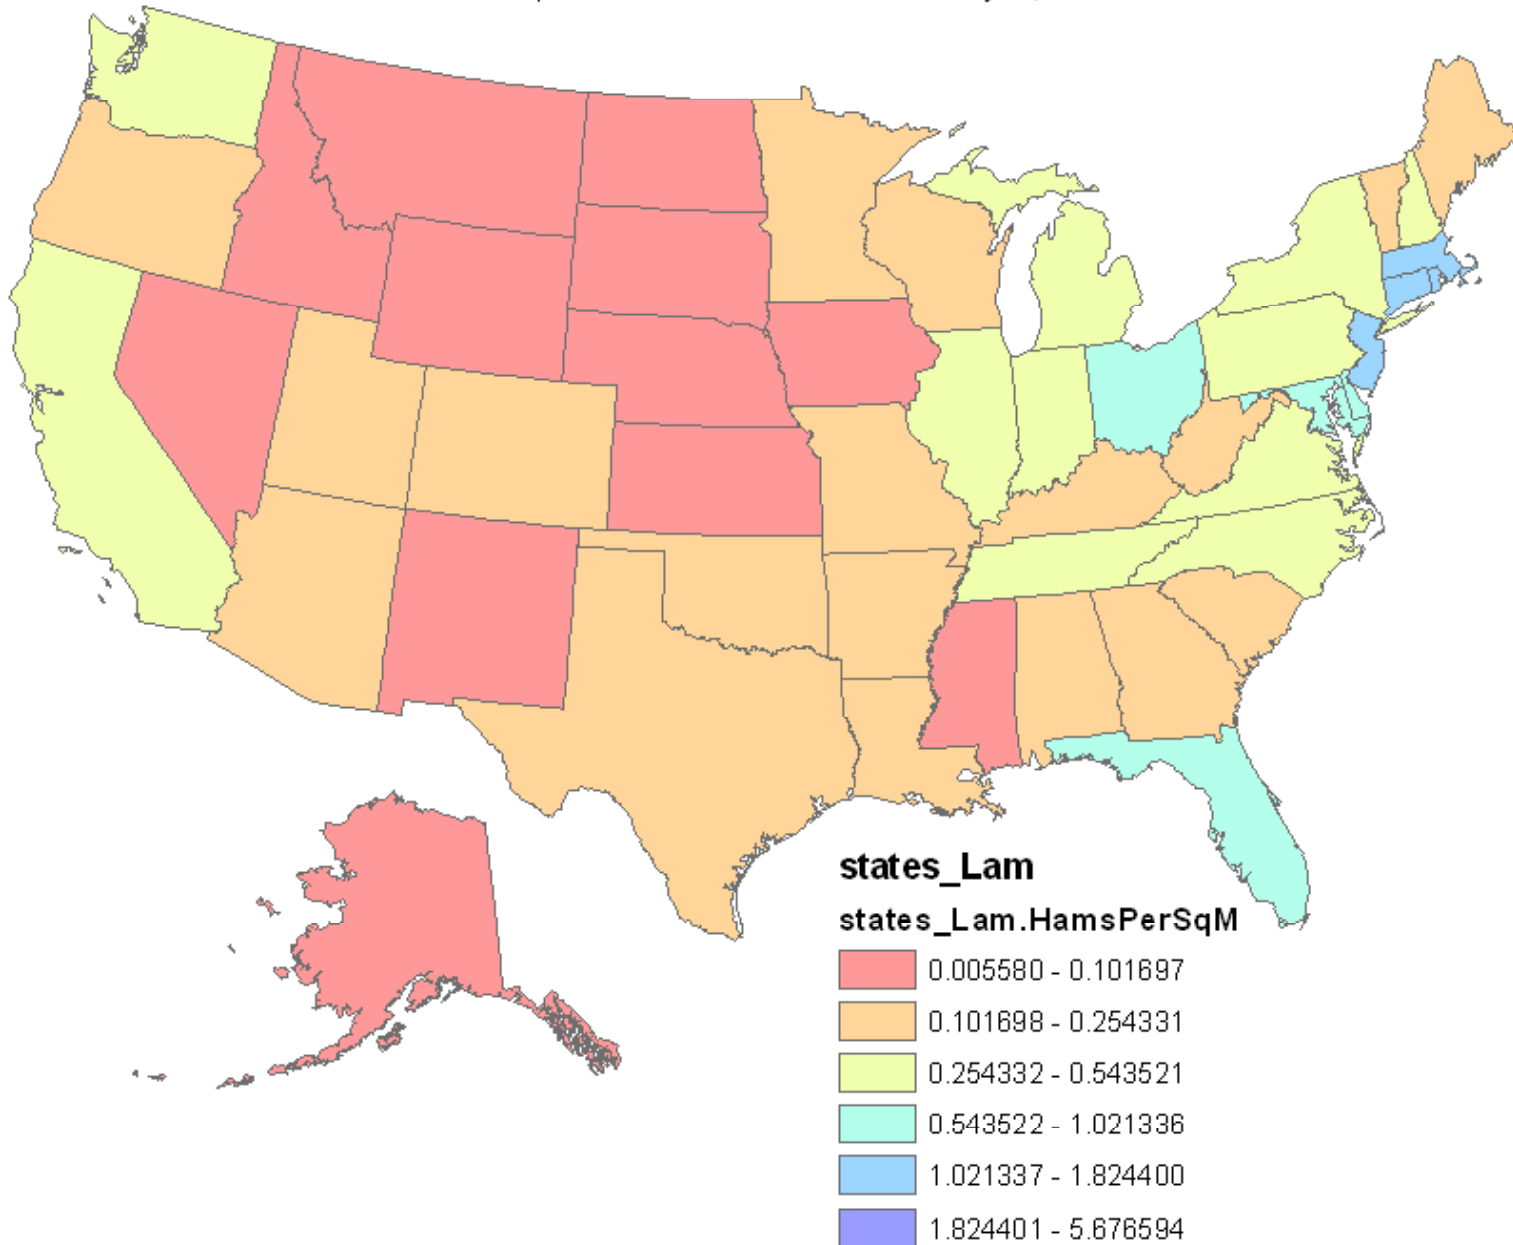 states_Lam
states_Lam.HamsPerSqM
0.005580 - 0.101697
0.101698 - 0.254331
0.254332 - 0.543521
0.543522 - 1.021336
1.021337 - 1.824400
1.824401 - 5.676594